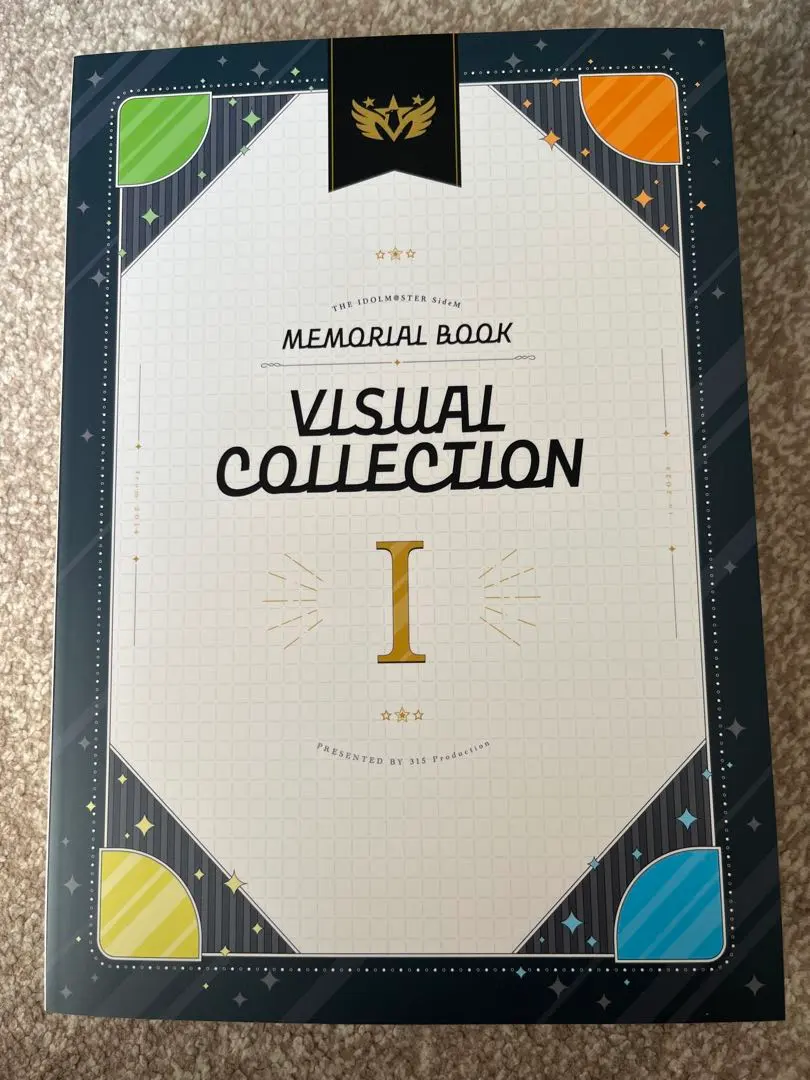 THE IDOLM@STER SideM
MEMORIAL BOOK
VISUAL
COLLECTION
I
PRESENTED BY 315 Production